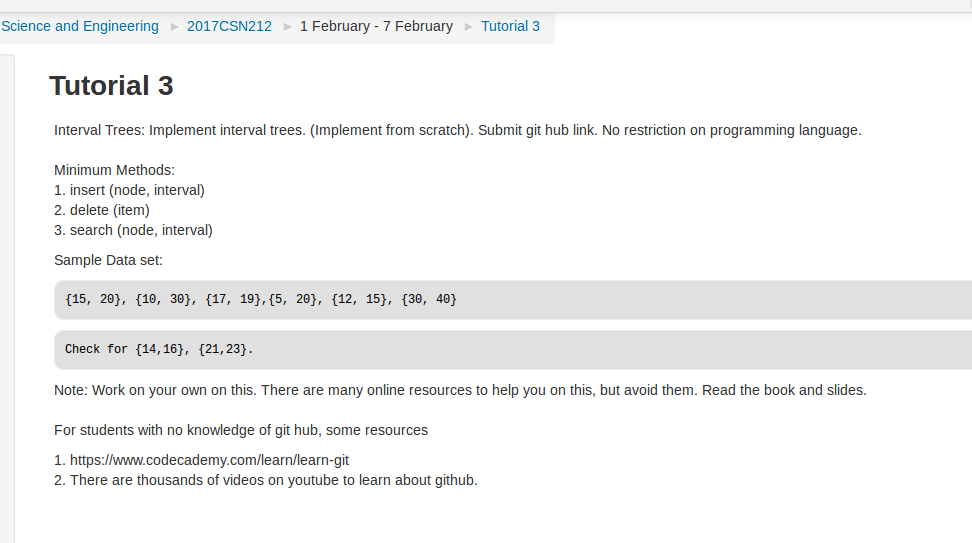 Science and Engineering ► 2017CSN212 ► 1 February - 7 February ► Tutorial 3
Tutorial 3
Interval Trees: Implement interval trees. (Implement from scratch). Submit git hub link. No restriction on programming language.
Minimum Methods:
1. insert (node, interval)
2. delete (item)
3. search (node, interval)
Sample Data set:
{15, 20}, {10, 30}, {17, 19},{5, 20}, {12, 15}, {30, 40}
Check for {14,16}, {21,23}.
Note: Work on your own on this. There are many online resources to help you on this, but avoid them. Read the book and slides.
For students with no knowledge of git hub, some resources
1. https://www.codecademy.com/learn/learn-git
2. There are thousands of videos on youtube to learn about github.